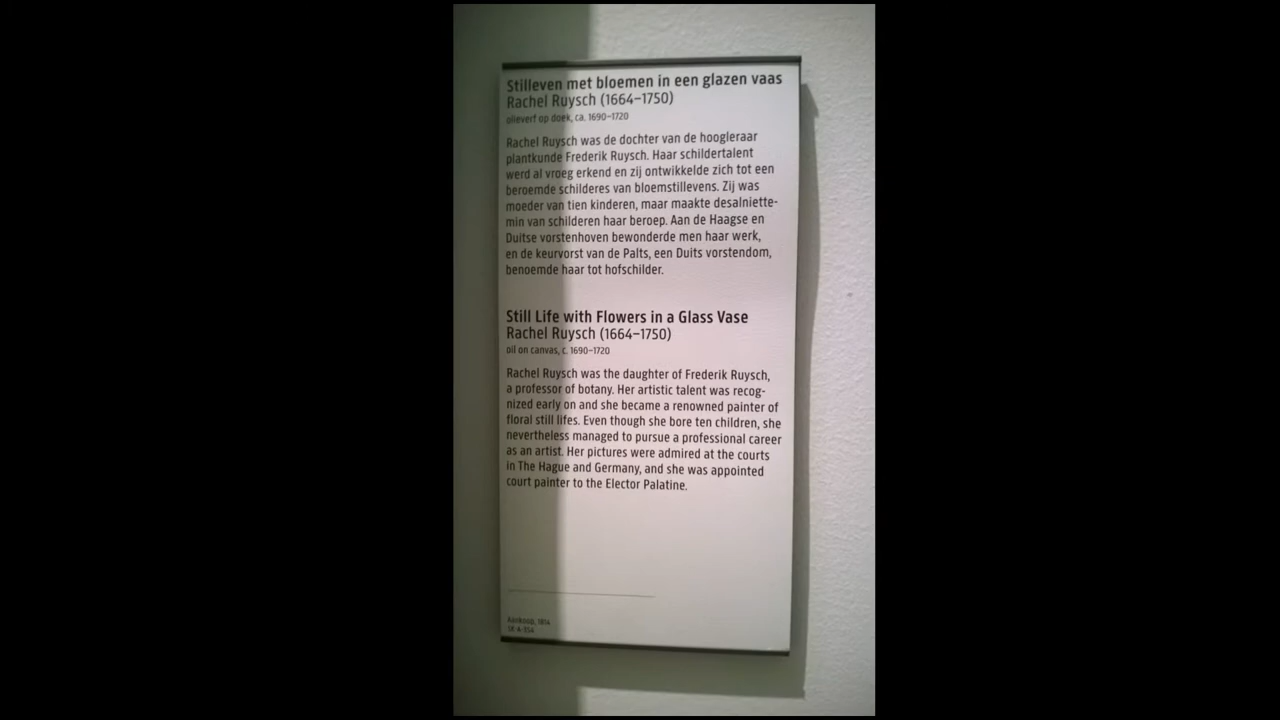 Stilleven met bloemen in een glazen vaas
Rachel Ruysch (1664–1750)
olieverf op doek, ca. 1690–1720
Rachel Ruysch was de dochter van de hoogleraar
plantkunde Frederik Ruysch. Haar schildertalent
werd al vroeg erkend en zij ontwikkelde zich tot een
beroemde schilderes van bloemstillevens. Zij was
moeder van tien kinderen, maar maakte desalniette-
min van schilderen haar beroep. Aan de Haagse en
Duitse vorstenhoven bewonderde men haar werk,
en de keurvorst van de Palts, een Duits vorstendom,
benoemde haar tot hofschilder.
Still Life with Flowers in a Glass Vase
Rachel Ruysch (1664–1750)
oil on canvas, c. 1690–1720
Rachel Ruysch was the daughter of Frederik Ruysch,
a professor of botany. Her artistic talent was recog-
nized early on and she became a renowned painter of
floral still lifes. Even though she bore ten children, she
nevertheless managed to pursue a professional career
as an artist. Her pictures were admired at the courts
in The Hague and Germany, and she was appointed
court painter to the Elector Palatine.
Aankoop, 1814
SK-A-354